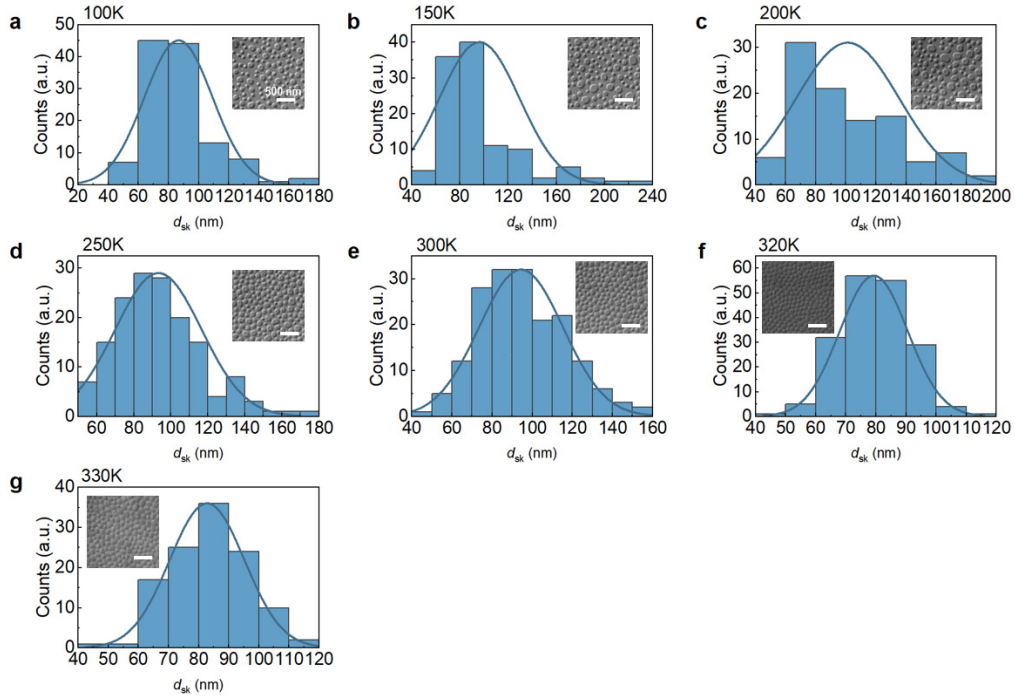 a 100K
Counts (a.u.)
50
40
30
20
10
0
500 nm
20 40 60 80 100 120 140 160 180
dsk (nm)
b 150K
Counts (a.u.)
50
40
30
20
10
0
40 80 120 160 200 240
dsk (nm)
c 200K
Counts (a.u.)
30
20
10
0
40 60 80 100 120 140 160 180 200
dsk (nm)
d 250K
Counts (a.u.)
30
20
10
0
60 80 100 120 140 160 180
dsk (nm)
e 300K
Counts (a.u.)
30
20
10
0
40 60 80 100 120 140 160
dsk (nm)
f 320K
Counts (a.u.)
60
50
40
30
20
10
0
40 50 60 70 80 90 100 110 120
dsk (nm)
g 330K
Counts (a.u.)
40
30
20
10
0
40 50 60 70 80 90 100 110 120
dsk (nm)